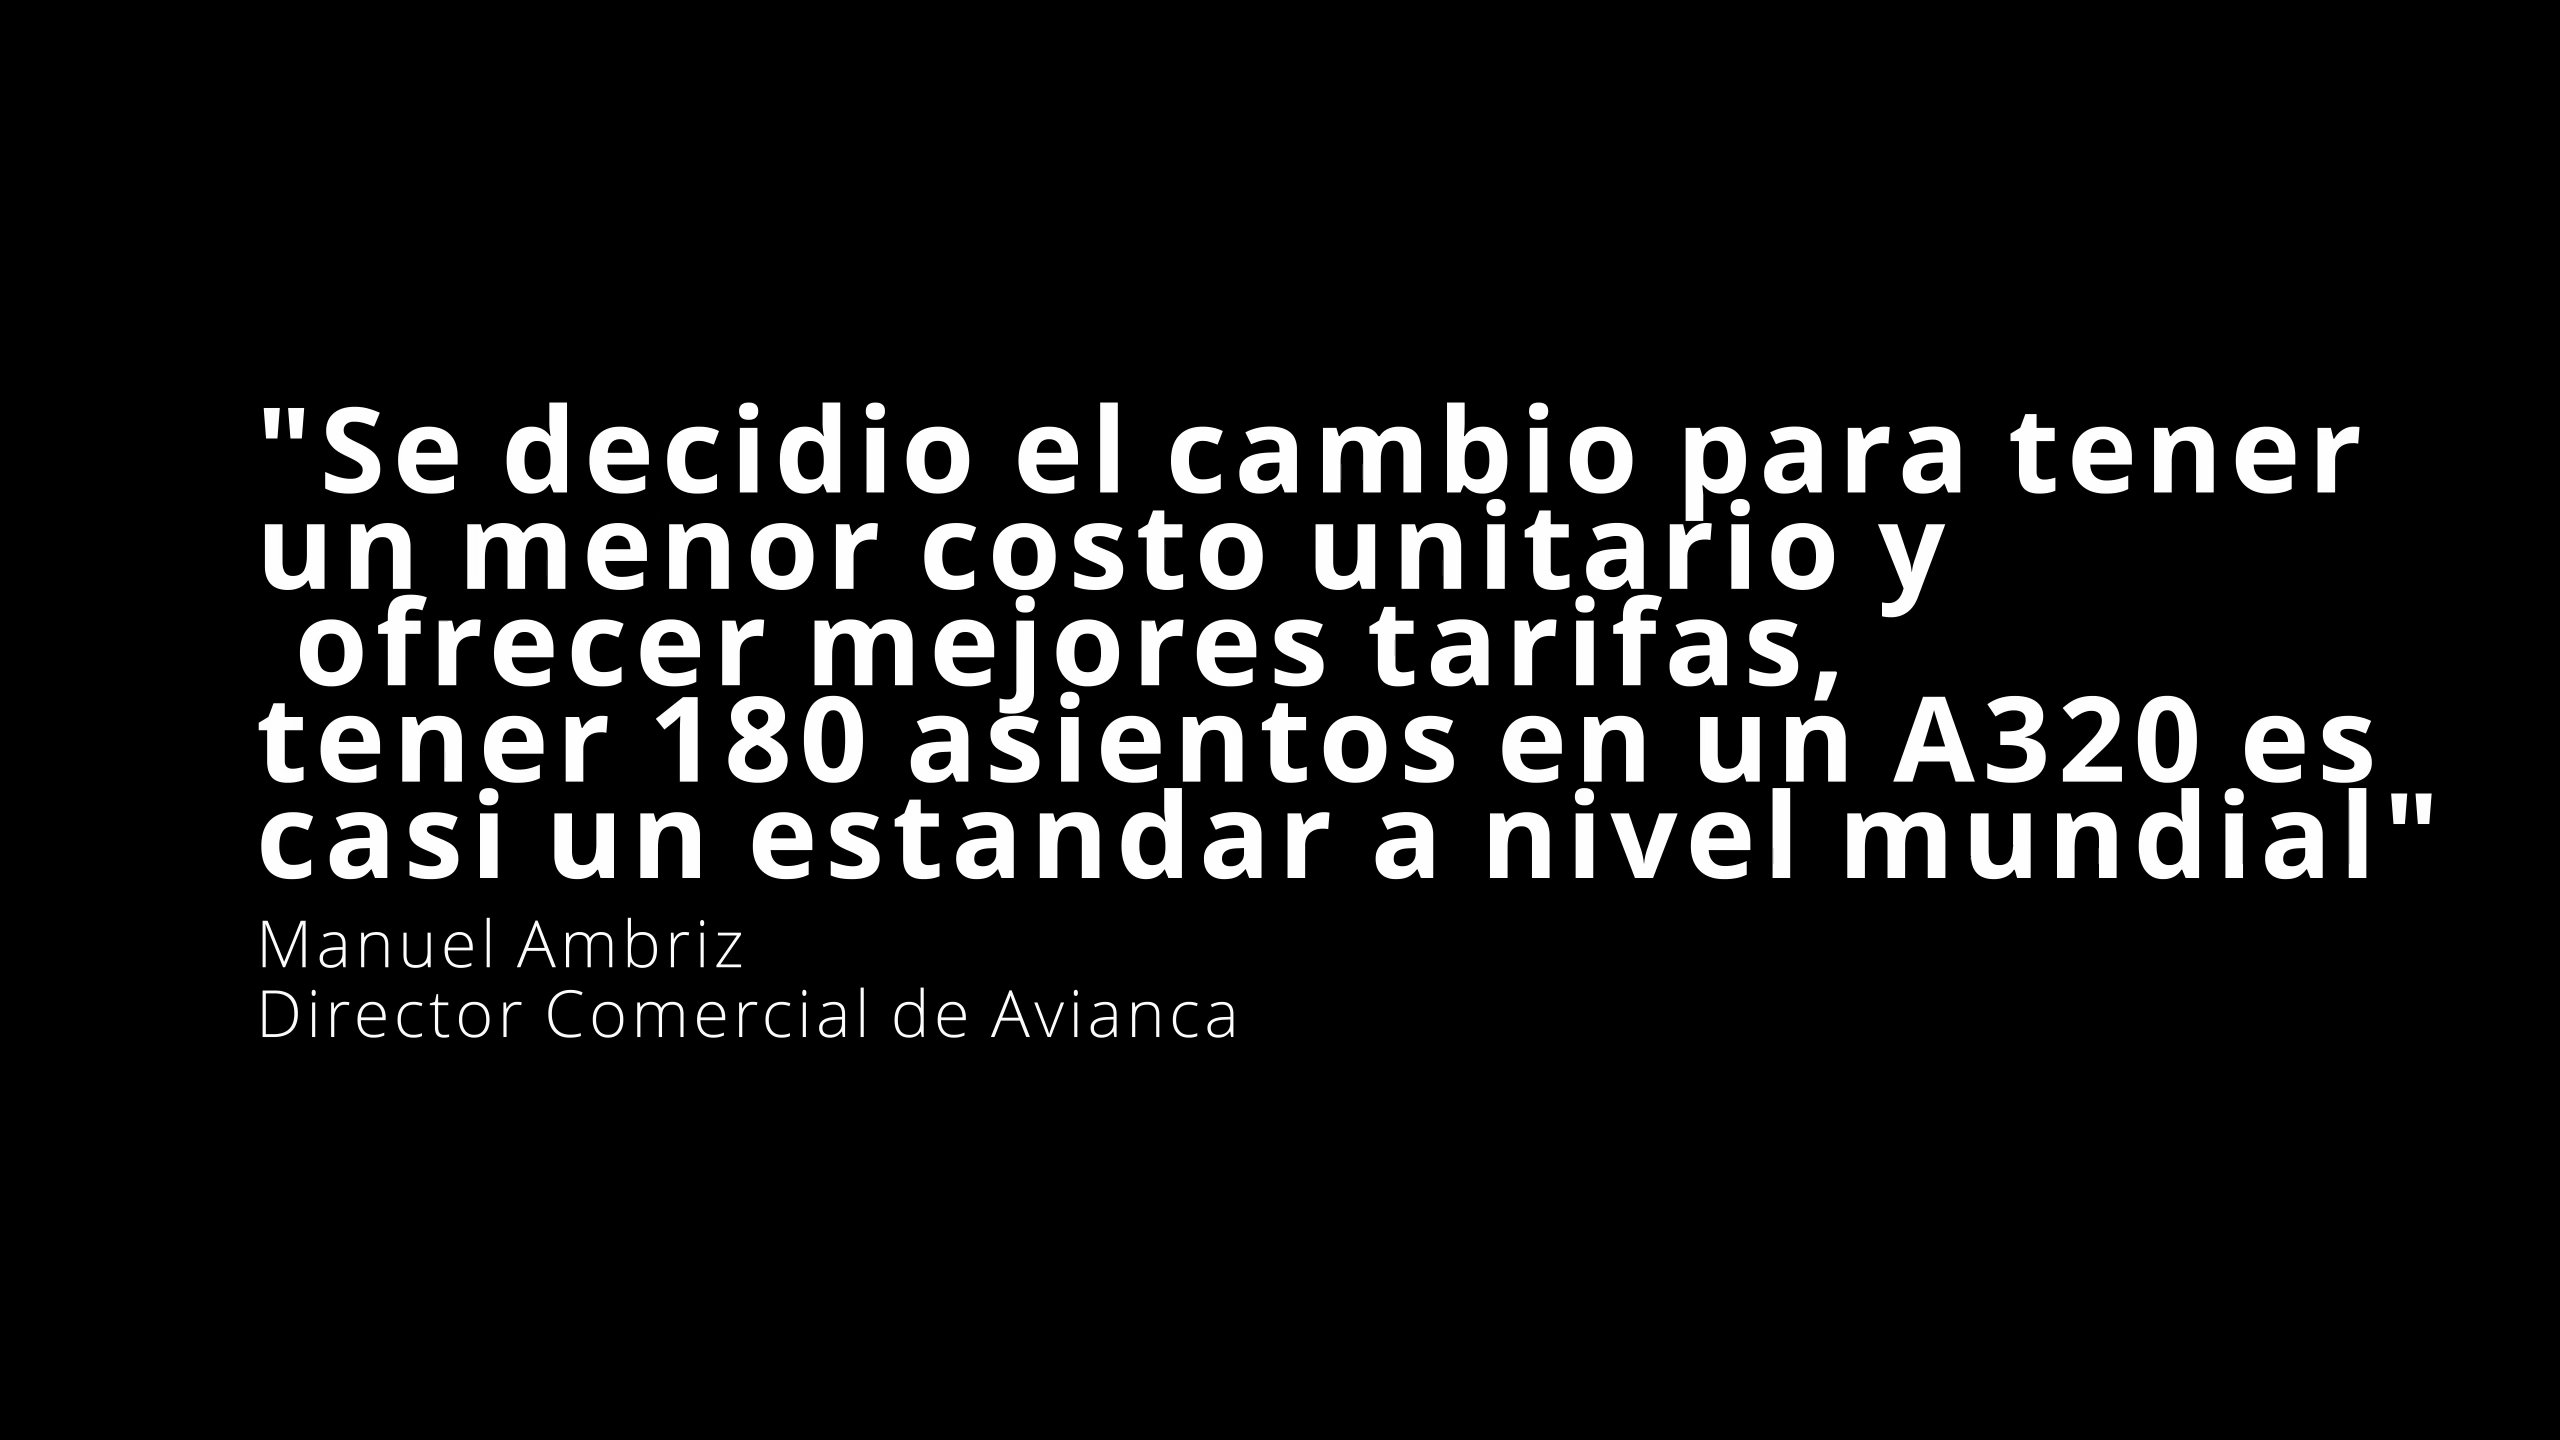 "Se decidio el cambio para tener
un menor costo unitario y
ofrecer mejores tarifas,
tener 180 asientos en un A320 es
casi un estandar a nivel mundial"
Manuel Ambriz
Director Comercial de Avianca